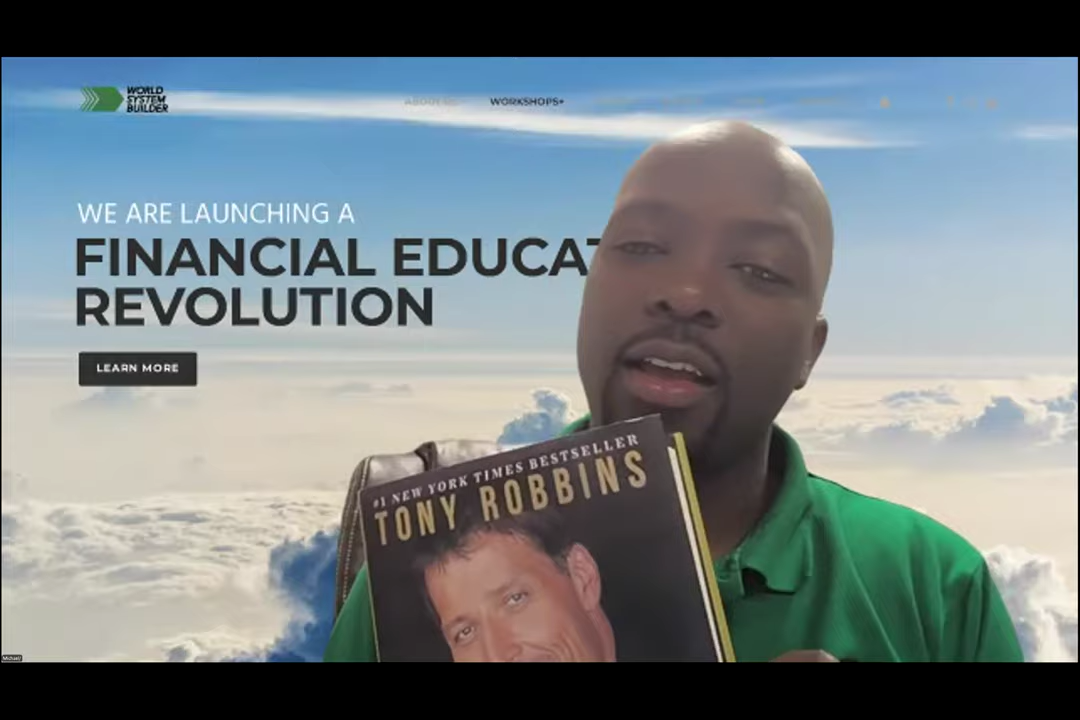 WORLD
SYSTEM
BUILDER
WORKSHOPS+
WE ARE LAUNCHING A
FINANCIAL EDUCAT
REVOLUTION
LEARN MORE
#1 NEW YORK TIMES BESTSELLER
TONY ROBBINS
Michael